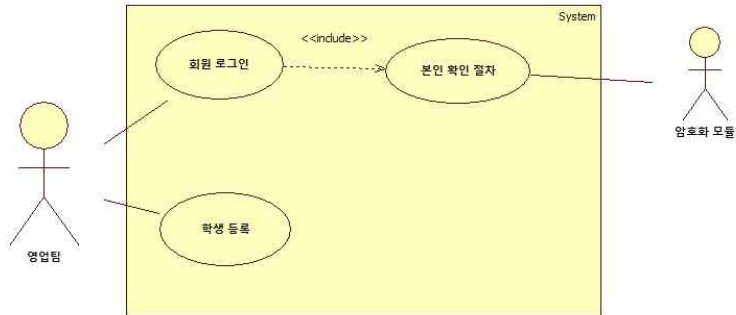 System
<<include>>
회원 로그인
본인 확인 절차
암호화 모듈
학생 등록
영업팀